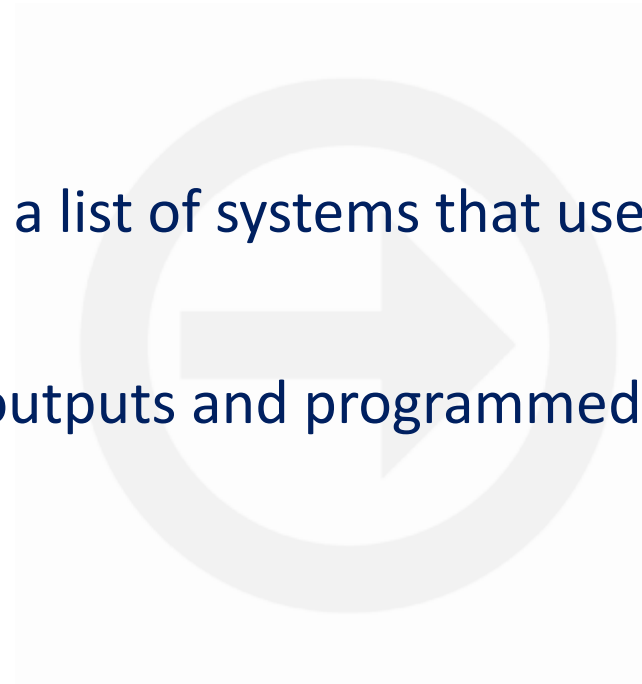 a list of systems that use
outputs and programmed